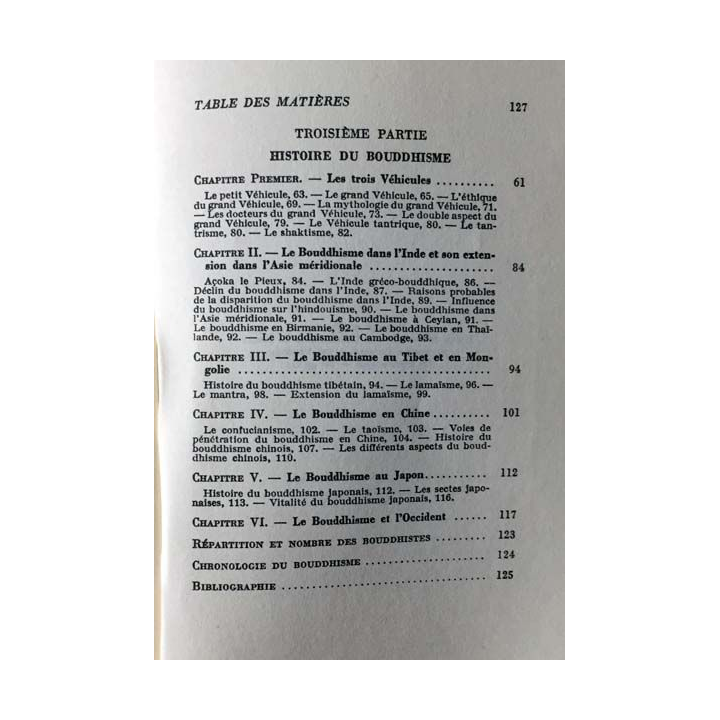 TABLE DES MATIÈRES 127
TROISIÈME PARTIE
HISTOIRE DU BOUDDHISME
CHAPITRE PREMIER. — Les trois Véhicules .......... 61
Le petit Véhicule, 63. — Le grand Véhicule, 65. — L'éthique
du grand Véhicule, 69. — La mythologie du grand Véhicule, 71.
— Les docteurs du grand Véhicule, 73. — Le double aspect du
grand Véhicule, 79. — Le Véhicule tantrique, 80. — Le tan-
trisme, 80. — Le shaktisme, 82.
CHAPITRE II. — Le Bouddhisme dans l'Inde et son exten-
sion dans l'Asie méridionale ..................... 84
Açoka le Pieux, 84. — L'Inde gréco-bouddhique, 86. —
Déclin du bouddhisme dans l'Inde, 87. — Raisons probables
de la disparition du bouddhisme dans l'Inde, 89. — Influence
du bouddhisme sur l'hindouisme, 90. — Le bouddhisme dans
l'Asie méridionale, 91. — Le bouddhisme à Ceylan, 91. —
Le bouddhisme en Birmanie, 92. — Le bouddhisme en Thaï-
lande, 92. — Le bouddhisme au Cambodge, 93.
CHAPITRE III. — Le Bouddhisme au Tibet et en Mon-
golie .......................................... 94
Histoire du bouddhisme tibétain, 94. — Le lamaïsme, 96. —
Le mantra, 98. — Extension du lamaïsme, 99.
CHAPITRE IV. — Le Bouddhisme en Chine.......... 101
Le confucianisme, 102. — Le taoïsme, 103. — Voies de
pénétration du bouddhisme en Chine, 104. — Histoire du
bouddhisme chinois, 107. — Les différents aspects du boud-
dhisme chinois, 110.
CHAPITRE V. — Le Bouddhisme au Japon........... 112
Histoire du bouddhisme japonais, 112. — Les sectes japo-
naises, 113. — Vitalité du bouddhisme japonais, 116.
CHAPITRE VI. — Le Bouddhisme et l'Occident ...... 117
RÉPARTITION ET NOMBRE DES BOUDDHISTES ......... 123
CHRONOLOGIE DU BOUDDHISME ..................... 124
BIBLIOGRAPHIE .................................. 125